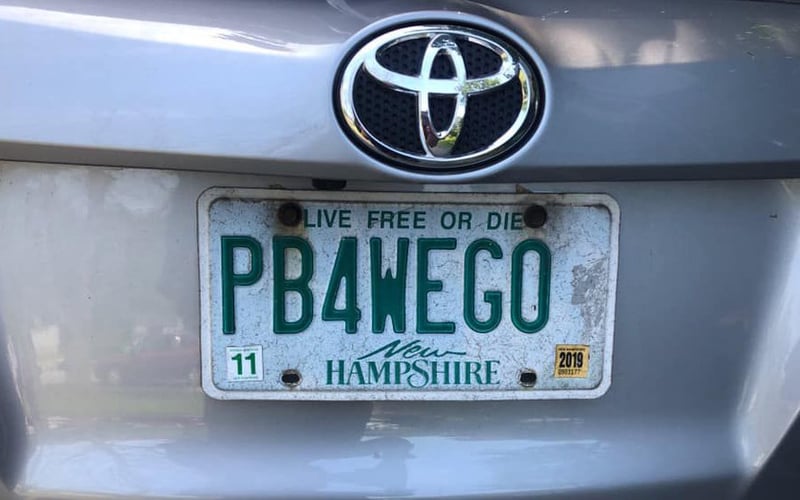 LIVE FREE OR DIE
PB4WEGO
11
New
HAMPSHIRE
2019